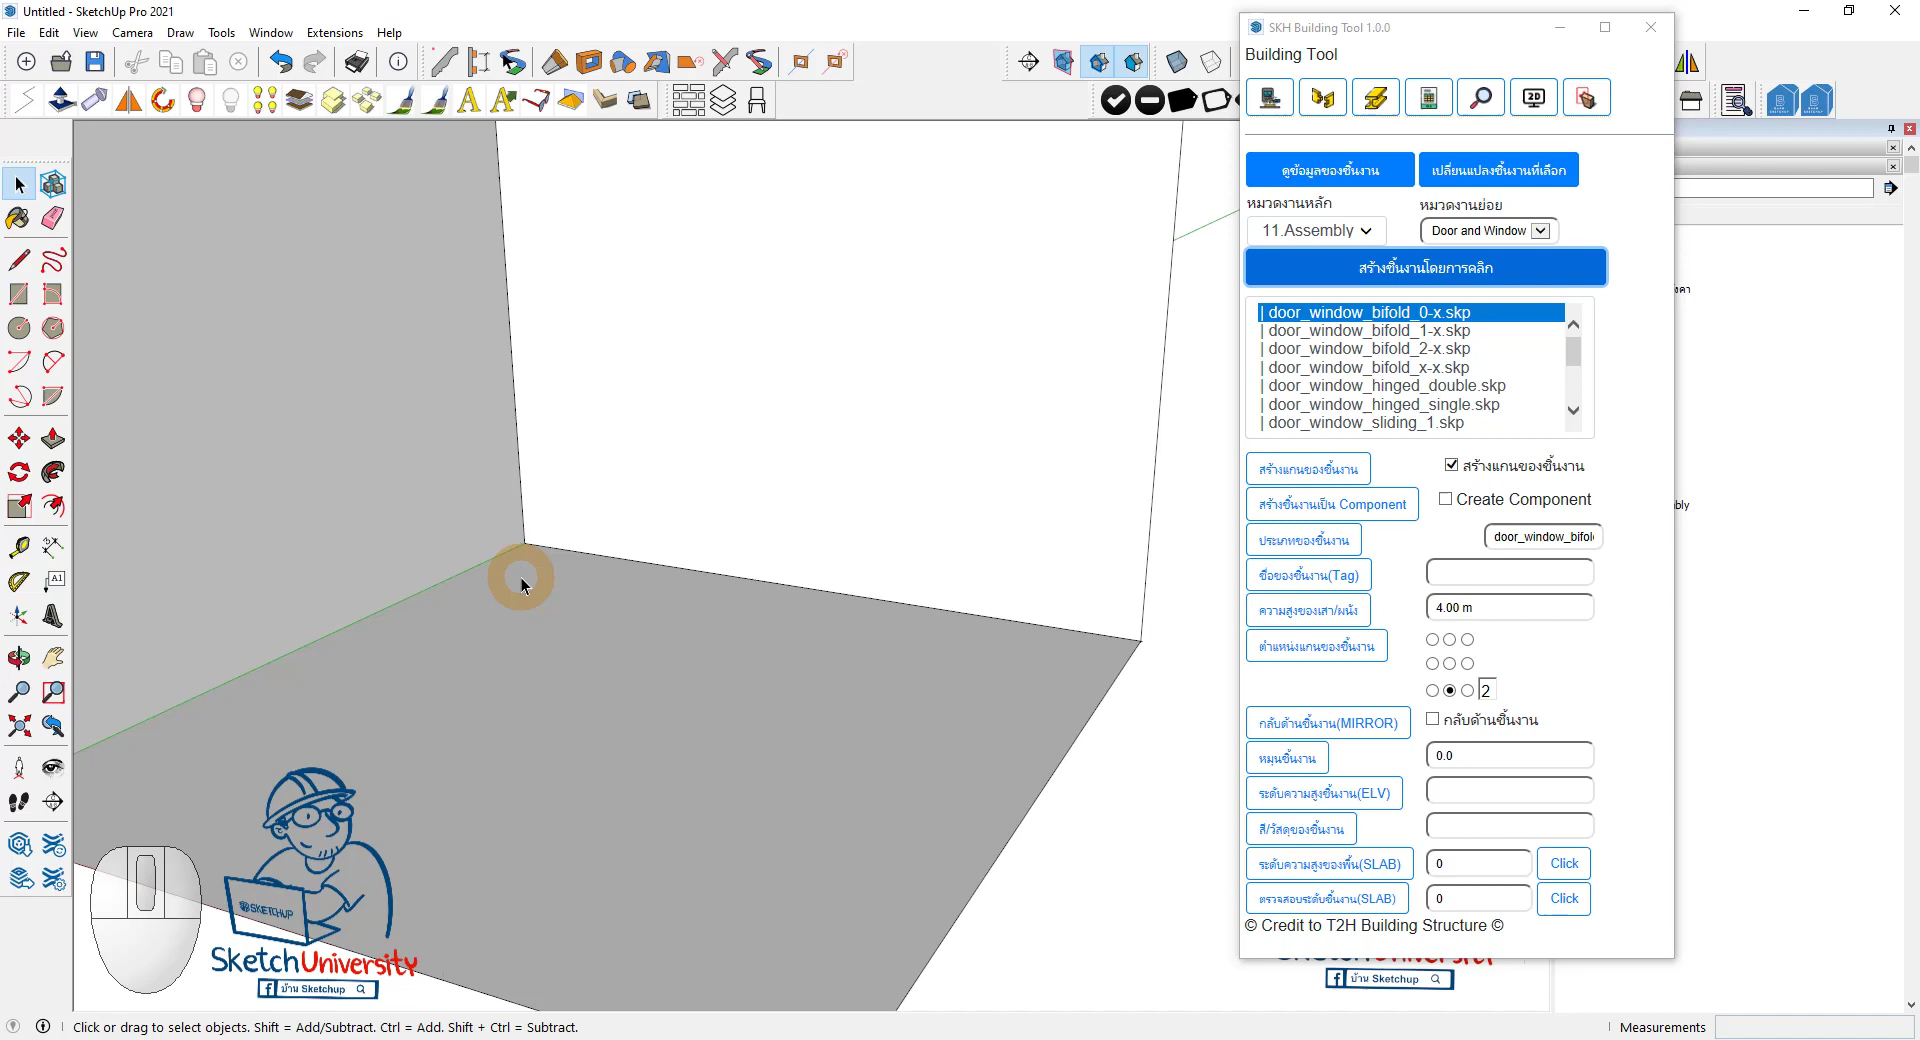 Untitled - SketchUp Pro 2021
File Edit View Camera Draw Tools Window Extensions Help
SKH Building Tool 1.0.0
Building Tool
2D
ดูข้อมูลของชิ้นงาน เปลี่ยนแปลงชิ้นงานที่เลือก
หมวดงานหลัก หมวดงานย่อย
11.Assembly Door and Window
สร้างชิ้นงานโดยการคลิก
| door_window_bifold_0-x.skp
| door_window_bifold_1-x.skp
| door_window_bifold_2-x.skp
| door_window_bifold_x-x.skp
| door_window_hinged_double.skp
| door_window_hinged_single.skp
| door_window_sliding_1.skp
สร้างแกนของชิ้นงาน สร้างแกนของชิ้นงาน
สร้างชิ้นงานเป็น Component Create Component
ประเภทของชิ้นงาน door_window_bifol
ชื่อของชิ้นงาน(Tag)
ความสูงของเสา/ผนัง 4.00 m
ตำแหน่งแกนของชิ้นงาน
2
กลับด้านชิ้นงาน(MIRROR) กลับด้านชิ้นงาน
หมุนชิ้นงาน 0.0
ระดับความสูงชิ้นงาน(ELV)
สี/วัสดุของชิ้นงาน
ระดับความสูงของพื้น(SLAB) 0 Click
ตรวจสอบระดับชิ้นงาน(SLAB) 0 Click
© Credit to T2H Building Structure ©
A1
SKETCHUP
SketchUniversity
f บ้าน Sketchup
f บ้าน Sketchup
Click or drag to select objects. Shift = Add/Subtract. Ctrl = Add. Shift + Ctrl = Subtract.
Measurements